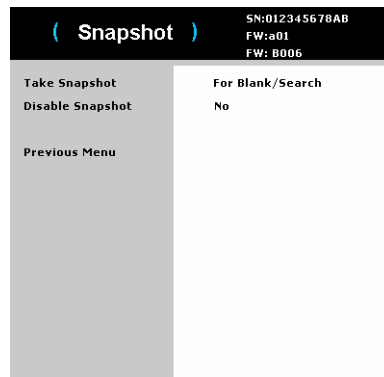 ( Snapshot )
SN:012345678AB
FW:a01
FW: B006
Take Snapshot For Blank/Search
Disable Snapshot No
Previous Menu